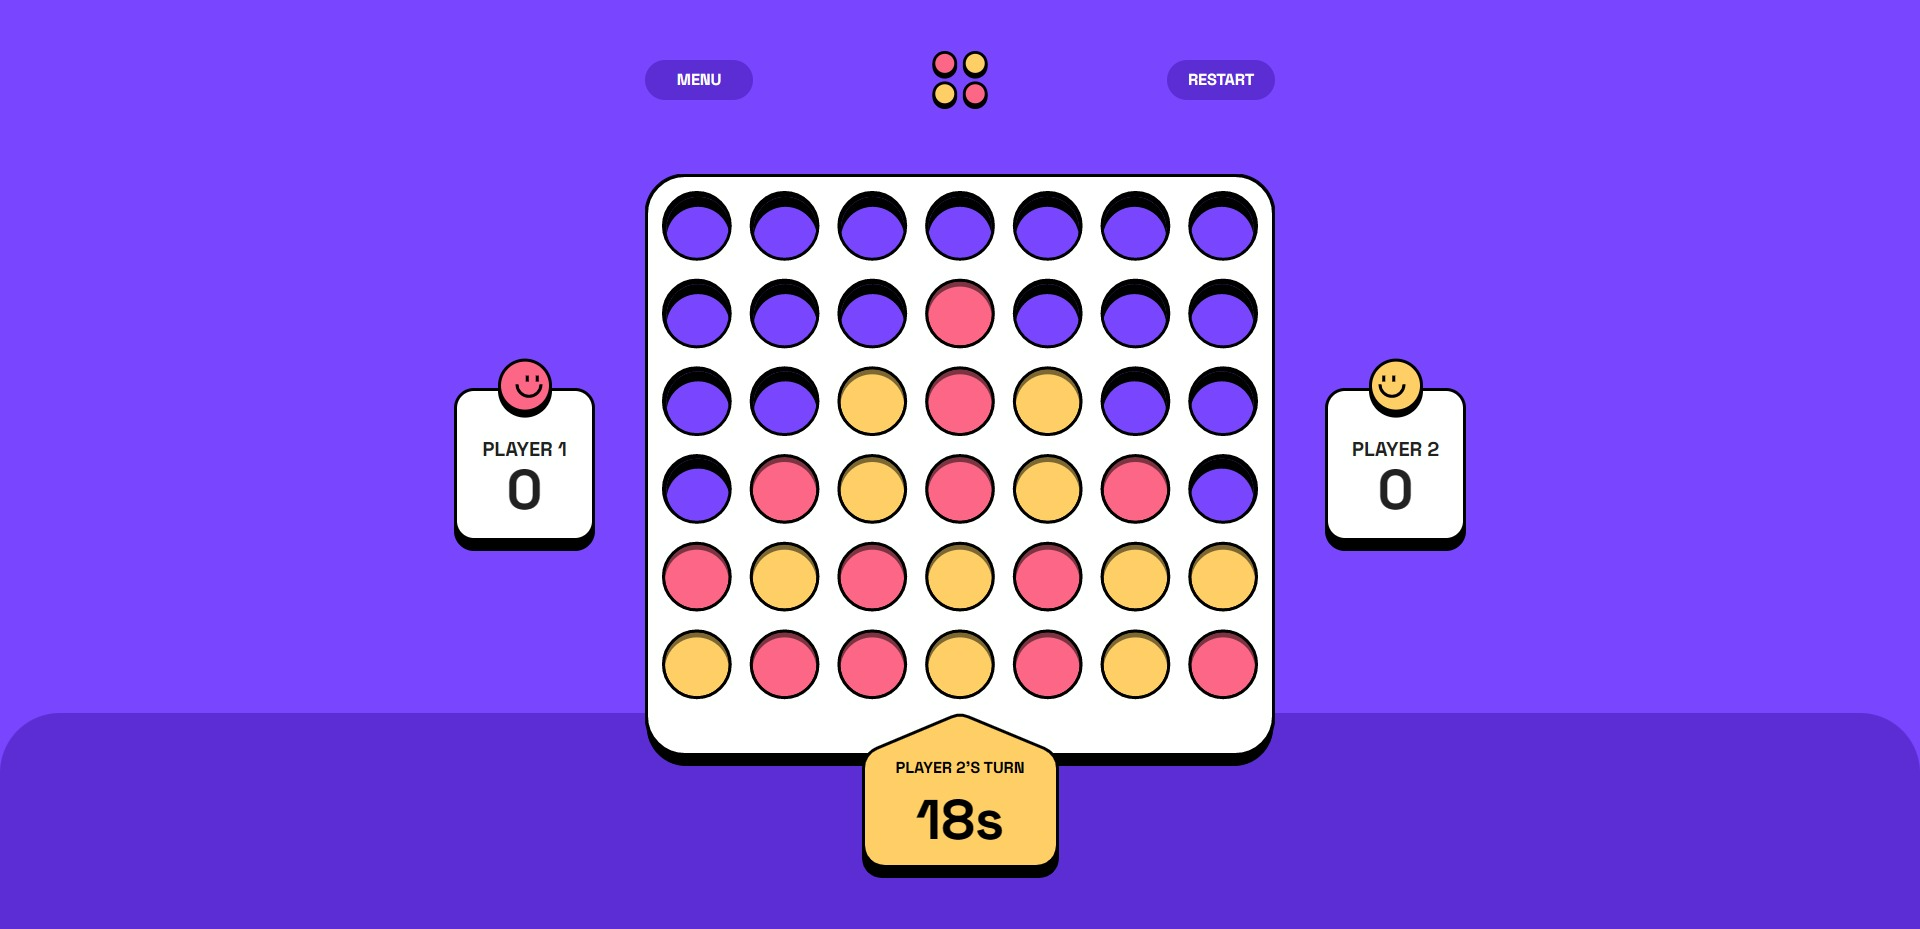 MENU
RESTART
PLAYER 1
0
PLAYER 2
0
PLAYER 2’S TURN
18s